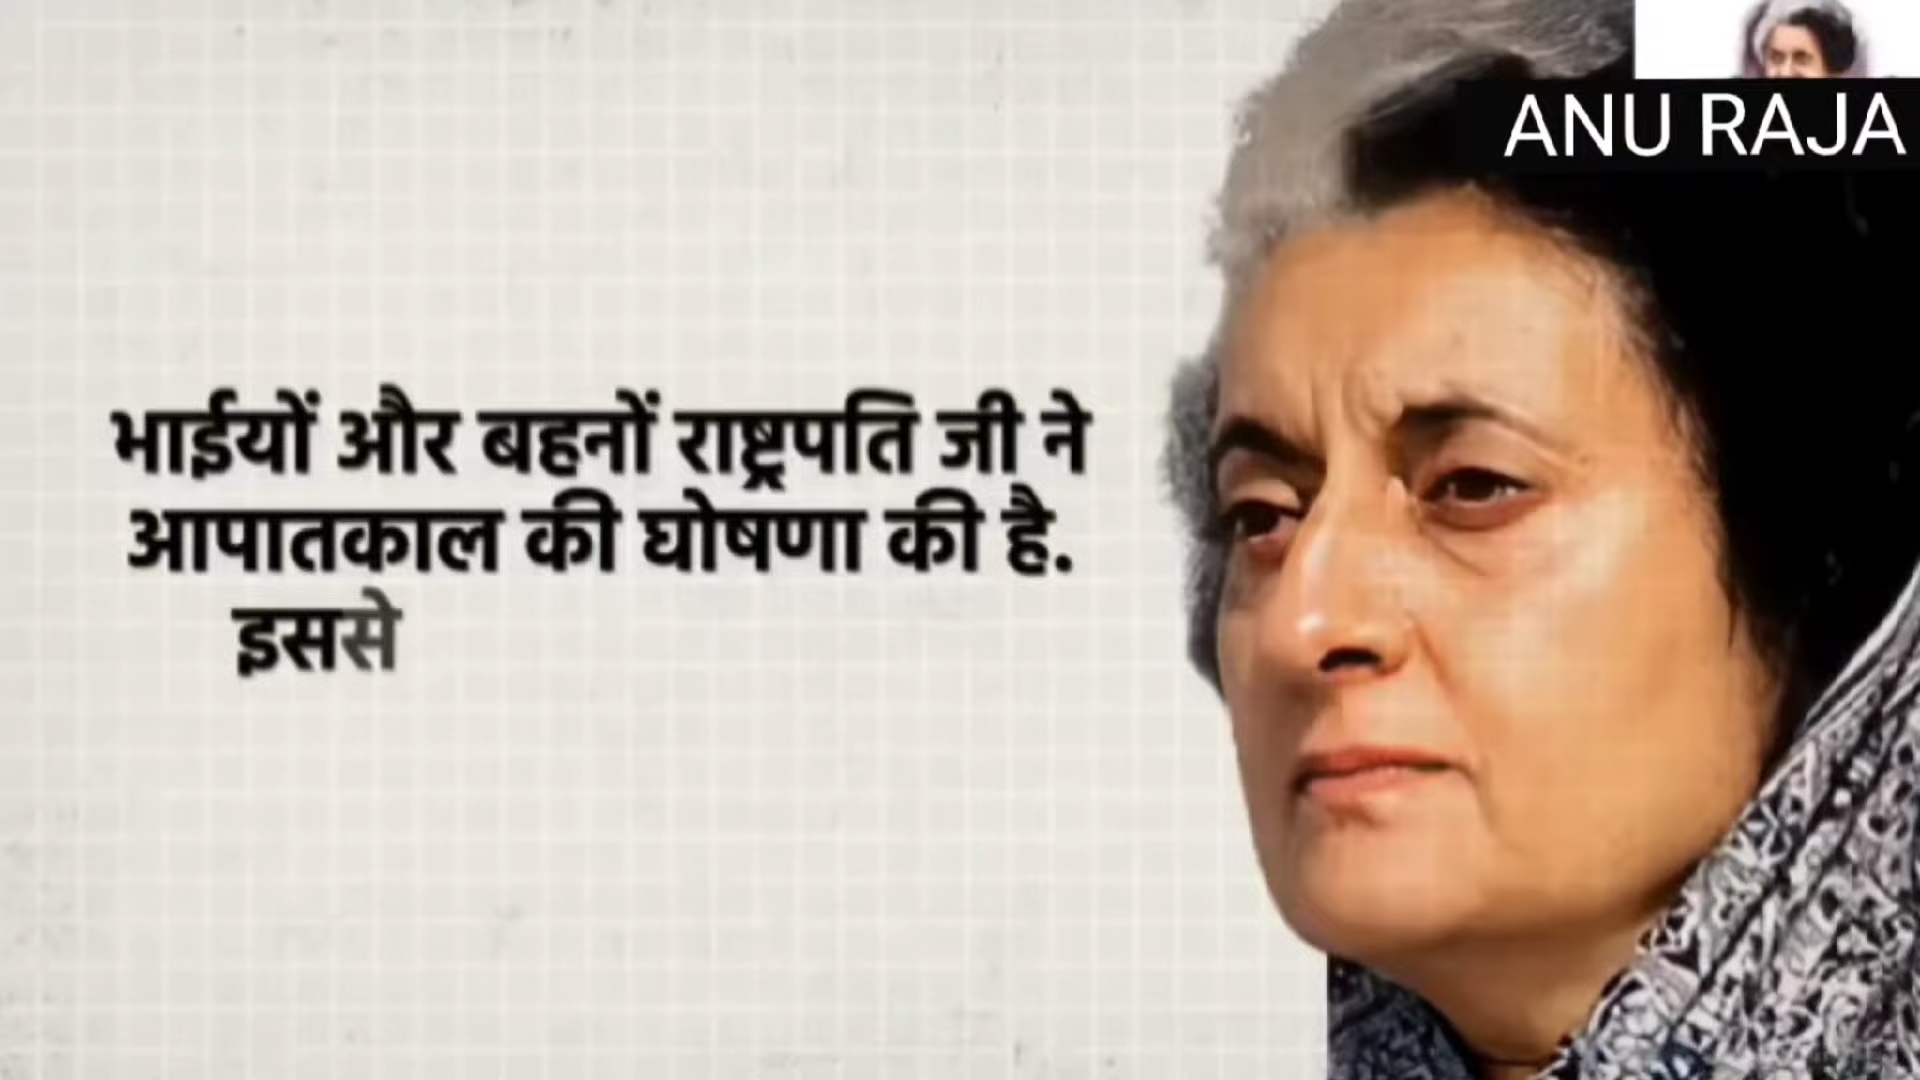 ANU RAJA
भाईयों और बहनों राष्ट्रपति जी ने
आपातकाल की घोषणा की है.
इससे